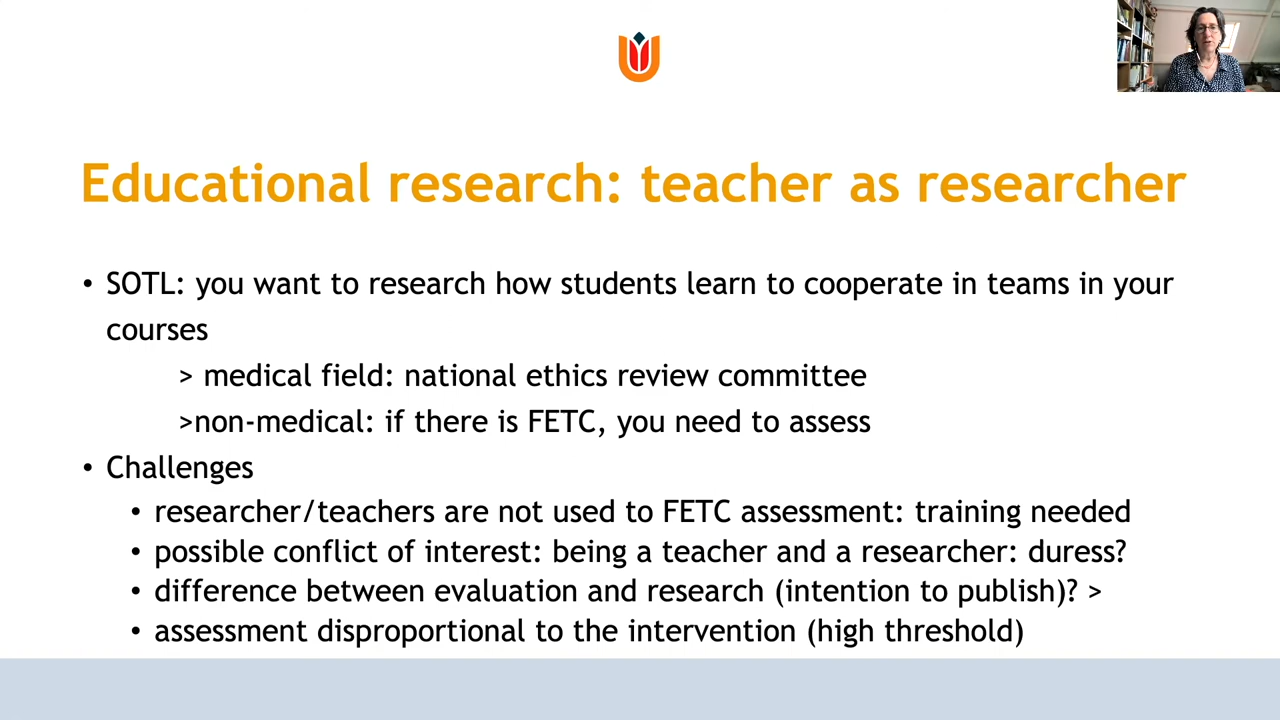 Educational research: teacher as researcher
• SOTL: you want to research how students learn to cooperate in teams in your
courses
> medical field: national ethics review committee
>non-medical: if there is FETC, you need to assess
• Challenges
• researcher/teachers are not used to FETC assessment: training needed
• possible conflict of interest: being a teacher and a researcher: duress?
• difference between evaluation and research (intention to publish)? >
• assessment disproportional to the intervention (high threshold)